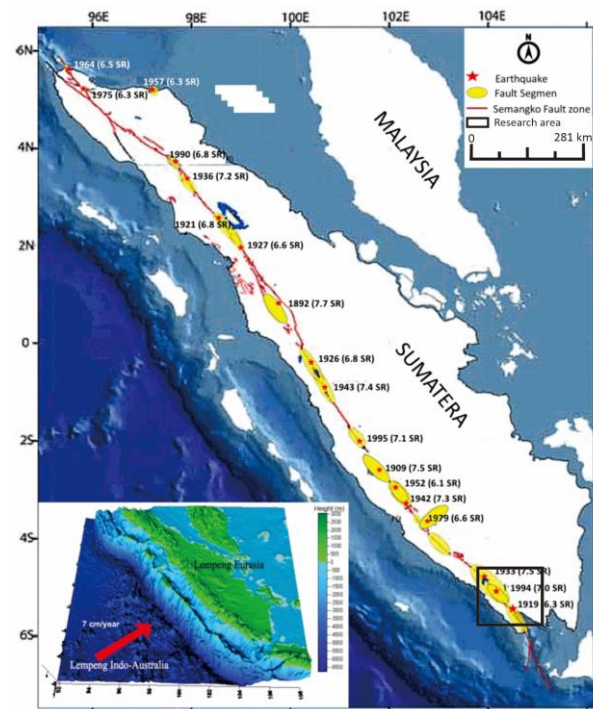 96E 98E 100E 102E 104E
6N
4N
2N
0
2S
4S
6S
N
Earthquake
Fault Segmen
Semangko Fault zone
Research area
0 281 km
MALAYSIA
SUMATERA
1964 (6.5 SR)
1957 (6.3 SR)
1975 (6.3 SR)
1990 (6.8 SR)
1936 (7.2 SR)
1921 (6.8 SR)
1927 (6.6 SR)
1892 (7.7 SR)
1926 (6.8 SR)
1943 (7.4 SR)
1995 (7.1 SR)
1909 (7.5 SR)
1952 (6.1 SR)
1942 (7.3 SR)
1979 (6.6 SR)
1933 (7.5 SR)
1994 (7.0 SR)
1919 (6.3 SR)
Height (m)
Lempeng Eurasia
7 cm/year
Lempeng Indo-Australia